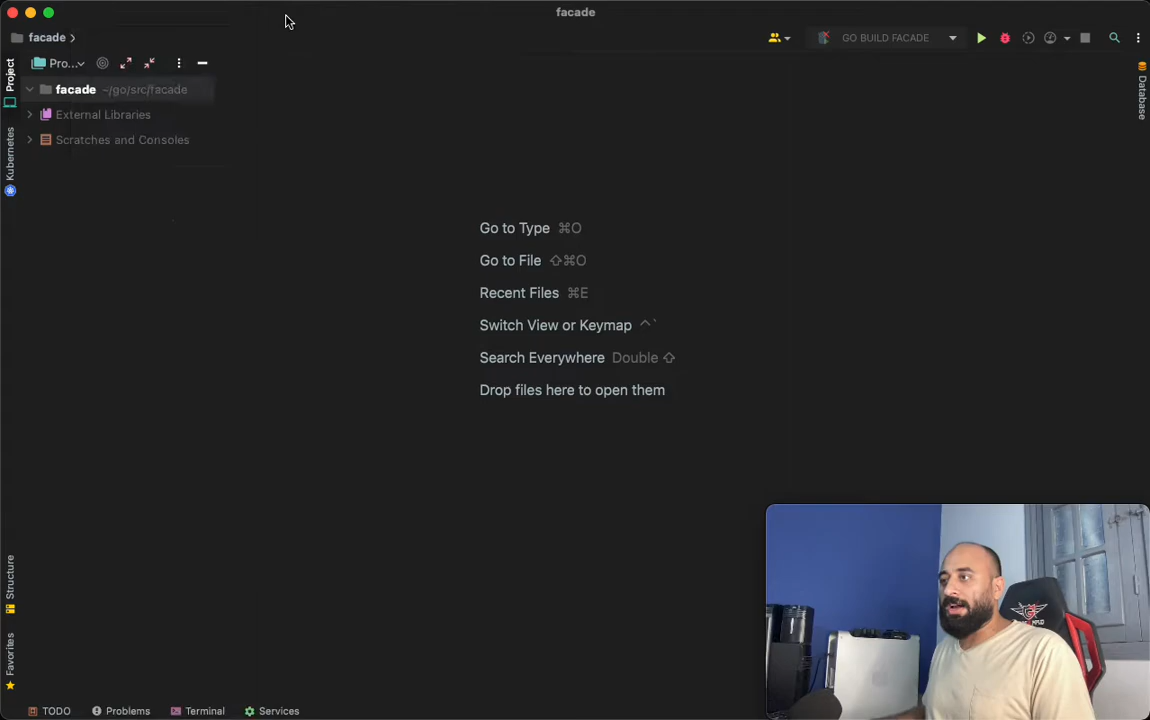 facade
facade
GO BUILD FACADE
Project
Pro...
facade ~/go/src/facade
External Libraries
Scratches and Consoles
Kubernetes
Database
Go to Type ⌘O
Go to File ⇧⌘O
Recent Files ⌘E
Switch View or Keymap ^`
Search Everywhere Double ⇧
Drop files here to open them
Structure
Favorites
TODO
Problems
Terminal
Services